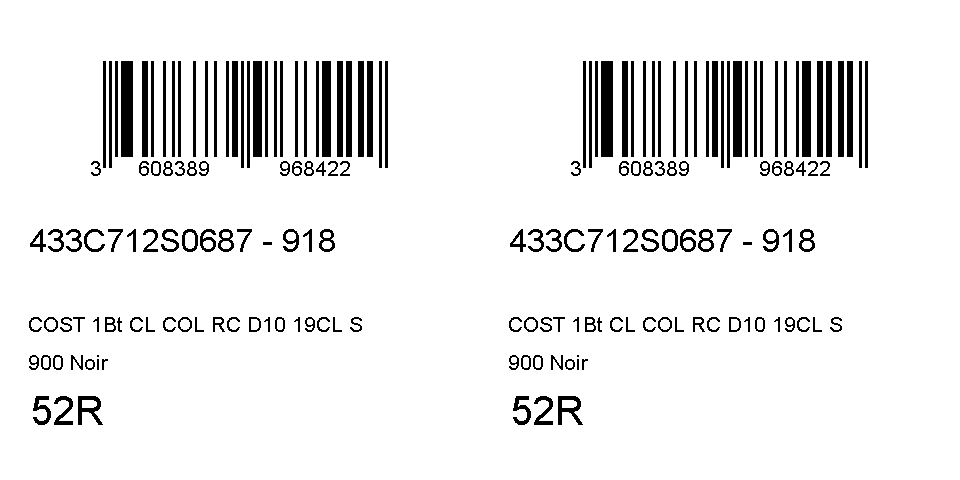 3 608389 968422
433C712S0687 - 918
COST 1Bt CL COL RC D10 19CL S
900 Noir
52R
3 608389 968422
433C712S0687 - 918
COST 1Bt CL COL RC D10 19CL S
900 Noir
52R